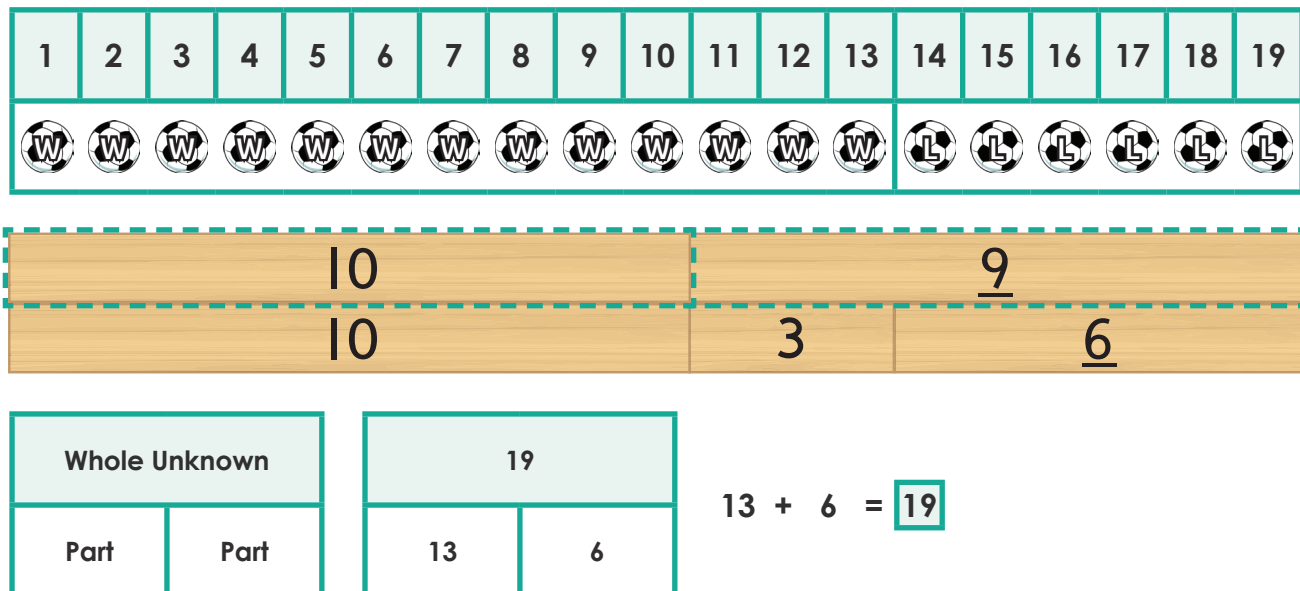 1 2 3 4 5 6 7 8 9 10 11 12 13 14 15 16 17 18 19
W W W W W W W W W W W W W L L L L L L
10 9
10 3 6
Whole Unknown
Part Part
19
13 6
13 + 6 = 19